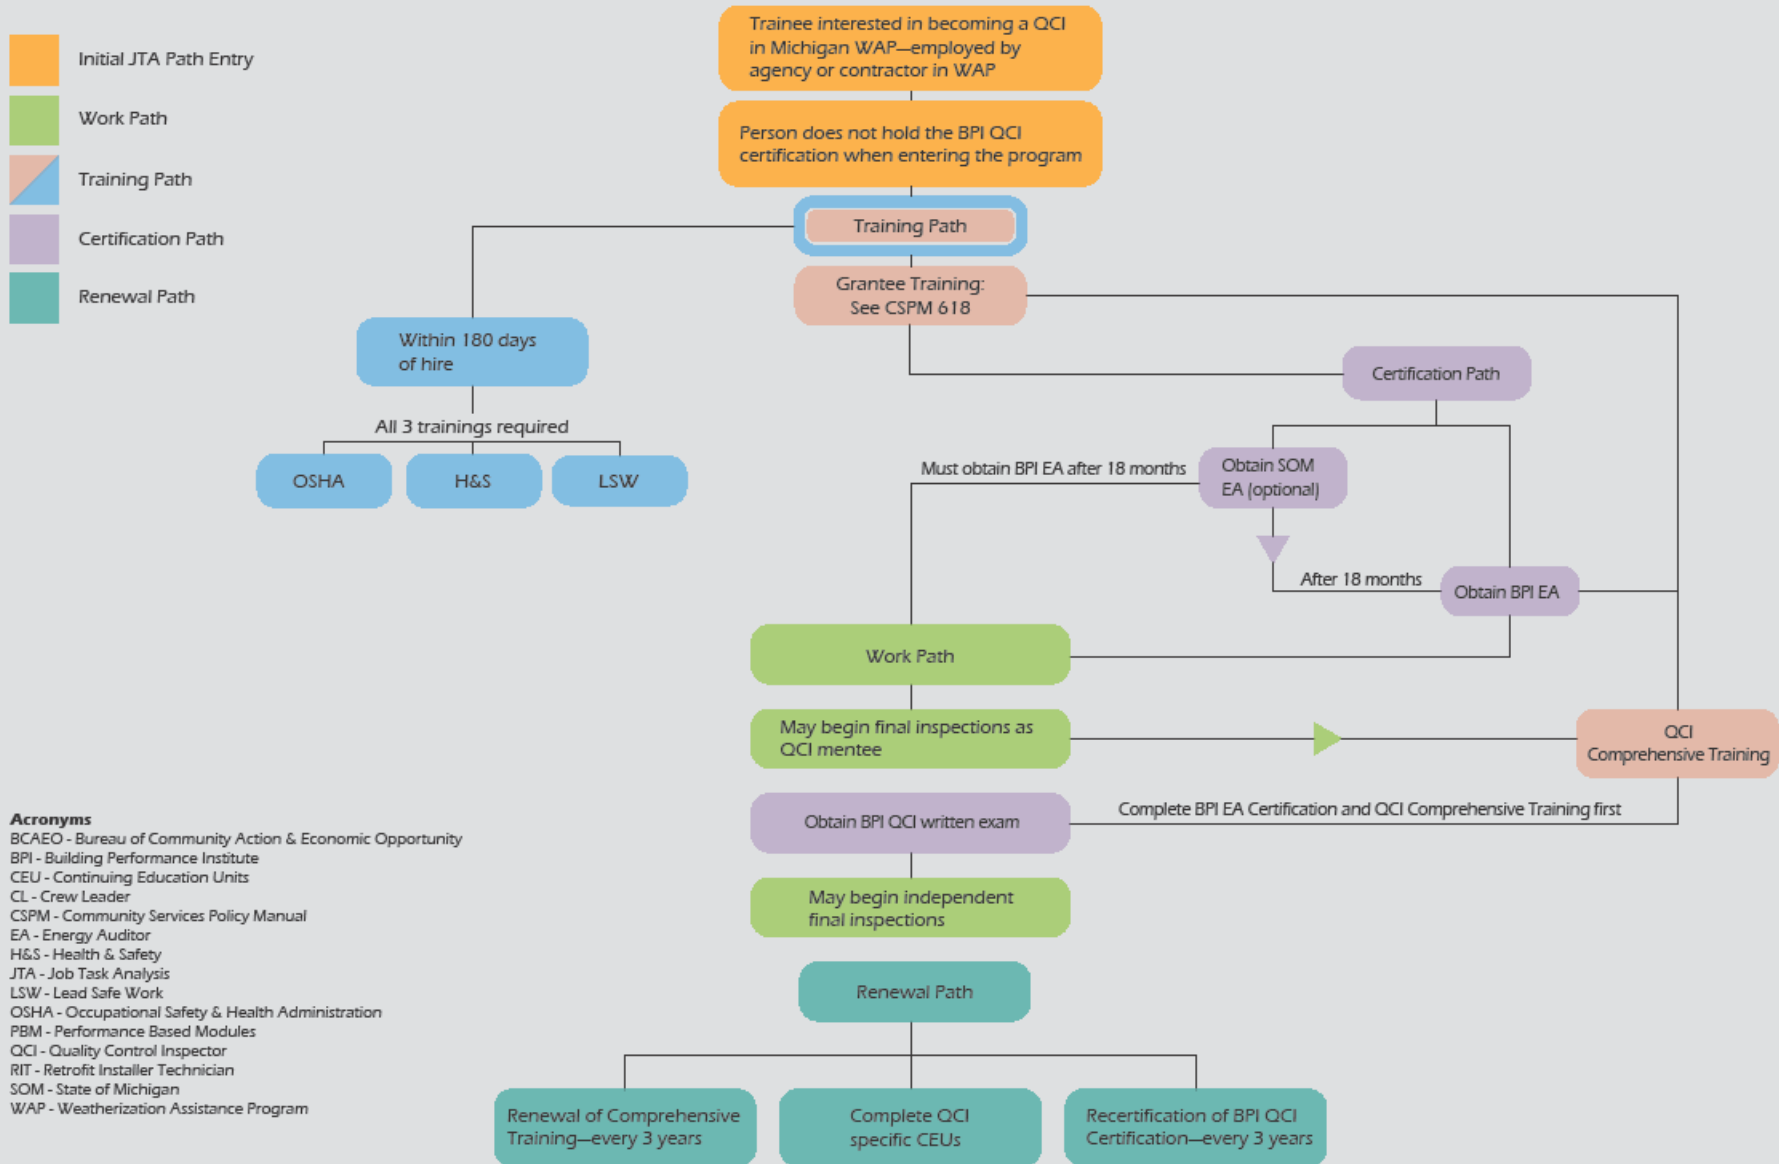 Initial JTA Path Entry
Work Path
Training Path
Certification Path
Renewal Path
Trainee interested in becoming a QCI
in Michigan WAP—employed by
agency or contractor in WAP
Person does not hold the BPI QCI
certification when entering the program
Training Path
Grantee Training:
See CSPM 618
Within 180 days
of hire
All 3 trainings required
OSHA
H&S
LSW
Certification Path
Must obtain BPI EA after 18 months
Obtain SOM
EA (optional)
After 18 months
Obtain BPI EA
Work Path
May begin final inspections as
QCI mentee
QCI
Comprehensive Training
Obtain BPI QCI written exam
Complete BPI EA Certification and QCI Comprehensive Training first
May begin independent
final inspections
Renewal Path
Renewal of Comprehensive
Training—every 3 years
Complete QCI
specific CEUs
Recertification of BPI QCI
Certification—every 3 years
Acronyms
BCAEO - Bureau of Community Action & Economic Opportunity
BPI - Building Performance Institute
CEU - Continuing Education Units
CL - Crew Leader
CSPM - Community Services Policy Manual
EA - Energy Auditor
H&S - Health & Safety
JTA - Job Task Analysis
LSW - Lead Safe Work
OSHA - Occupational Safety & Health Administration
PBM - Performance Based Modules
QCI - Quality Control Inspector
RIT - Retrofit Installer Technician
SOM - State of Michigan
WAP - Weatherization Assistance Program